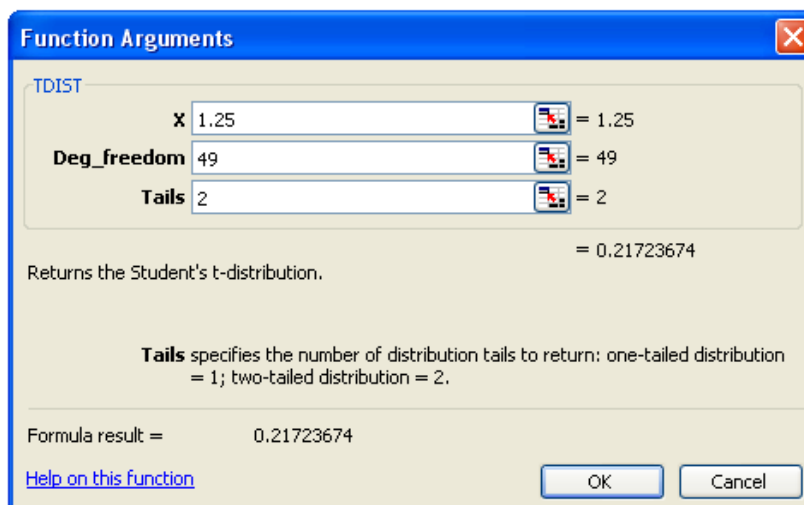 Function Arguments
TDIST
X 1.25 = 1.25
Deg_freedom 49 = 49
Tails 2 = 2
= 0.21723674
Returns the Student's t-distribution.
Tails specifies the number of distribution tails to return: one-tailed distribution
= 1; two-tailed distribution = 2.
Formula result = 0.21723674
Help on this function OK Cancel